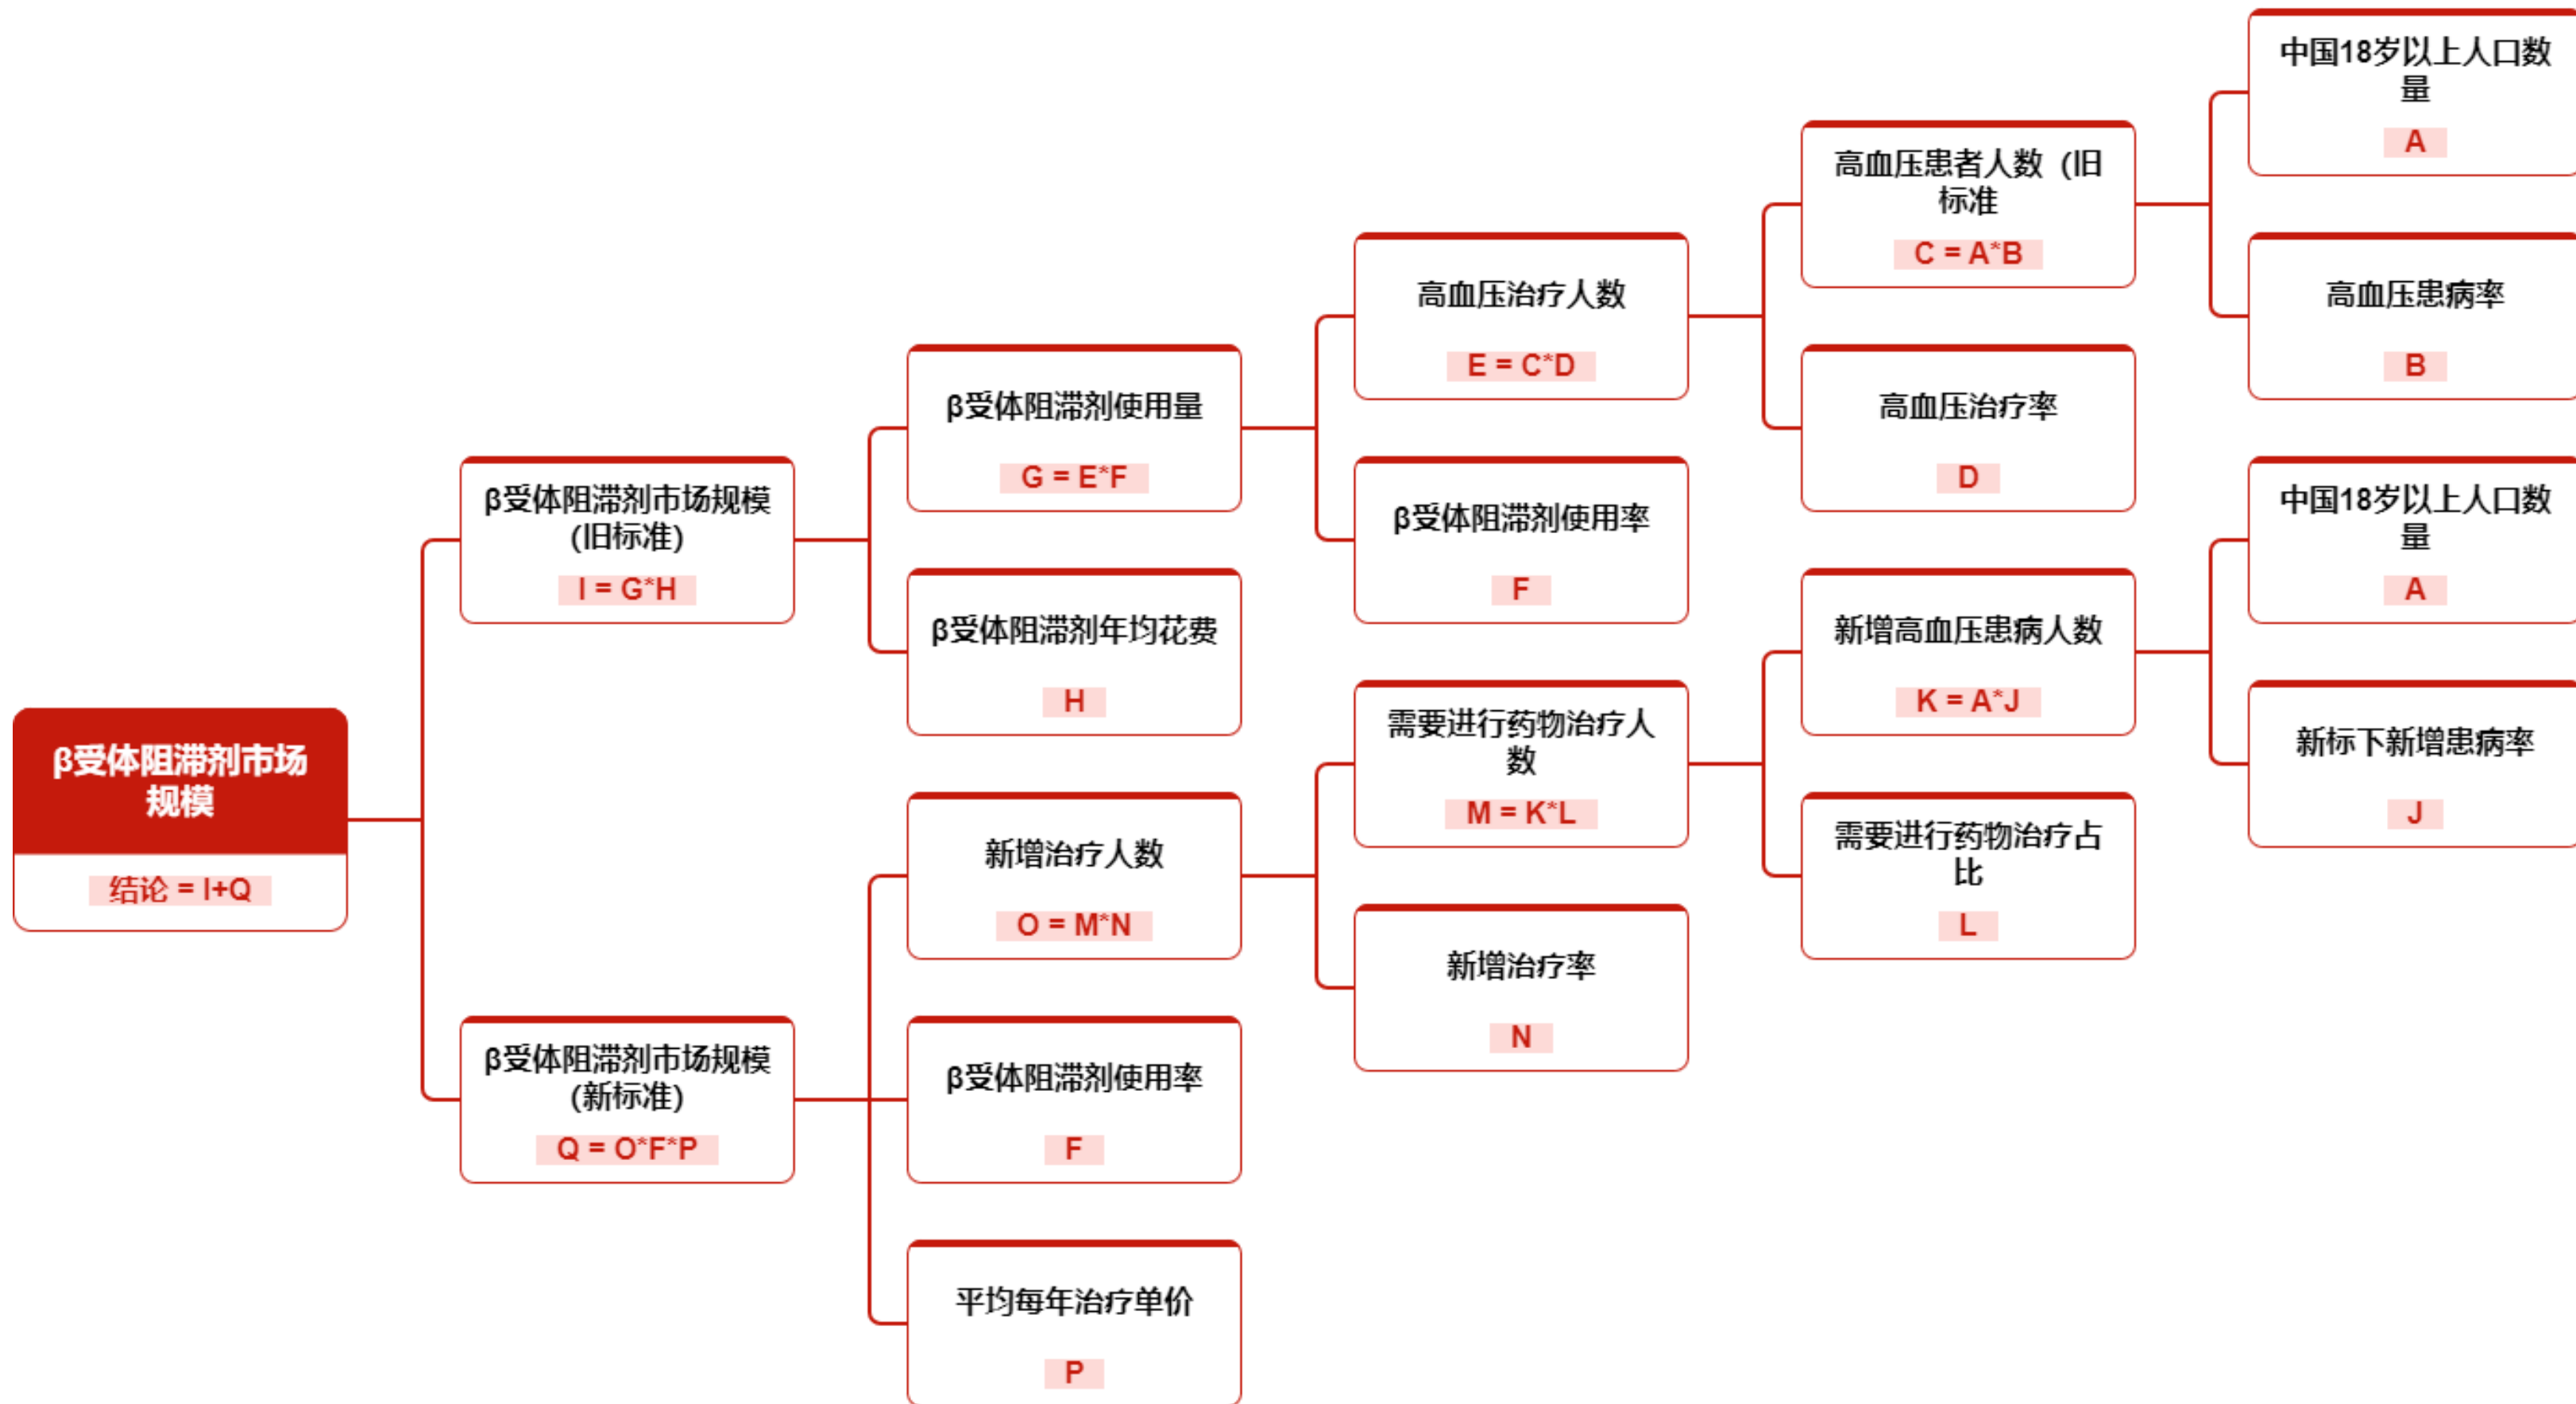 β受体阻滞剂市场
规模
结论 = I+Q
β受体阻滞剂市场规模
(旧标准)
I = G*H
β受体阻滞剂使用量
G = E*F
高血压治疗人数
E = C*D
高血压患者人数（旧
标准
C = A*B
中国18岁以上人口数
量
A
高血压患病率
B
高血压治疗率
D
β受体阻滞剂使用率
F
β受体阻滞剂年均花费
H
β受体阻滞剂市场规模
(新标准)
Q = O*F*P
新增治疗人数
O = M*N
需要进行药物治疗人
数
M = K*L
新增高血压患病人数
K = A*J
中国18岁以上人口数
量
A
新标下新增患病率
J
需要进行药物治疗占
比
L
新增治疗率
N
β受体阻滞剂使用率
F
平均每年治疗单价
P